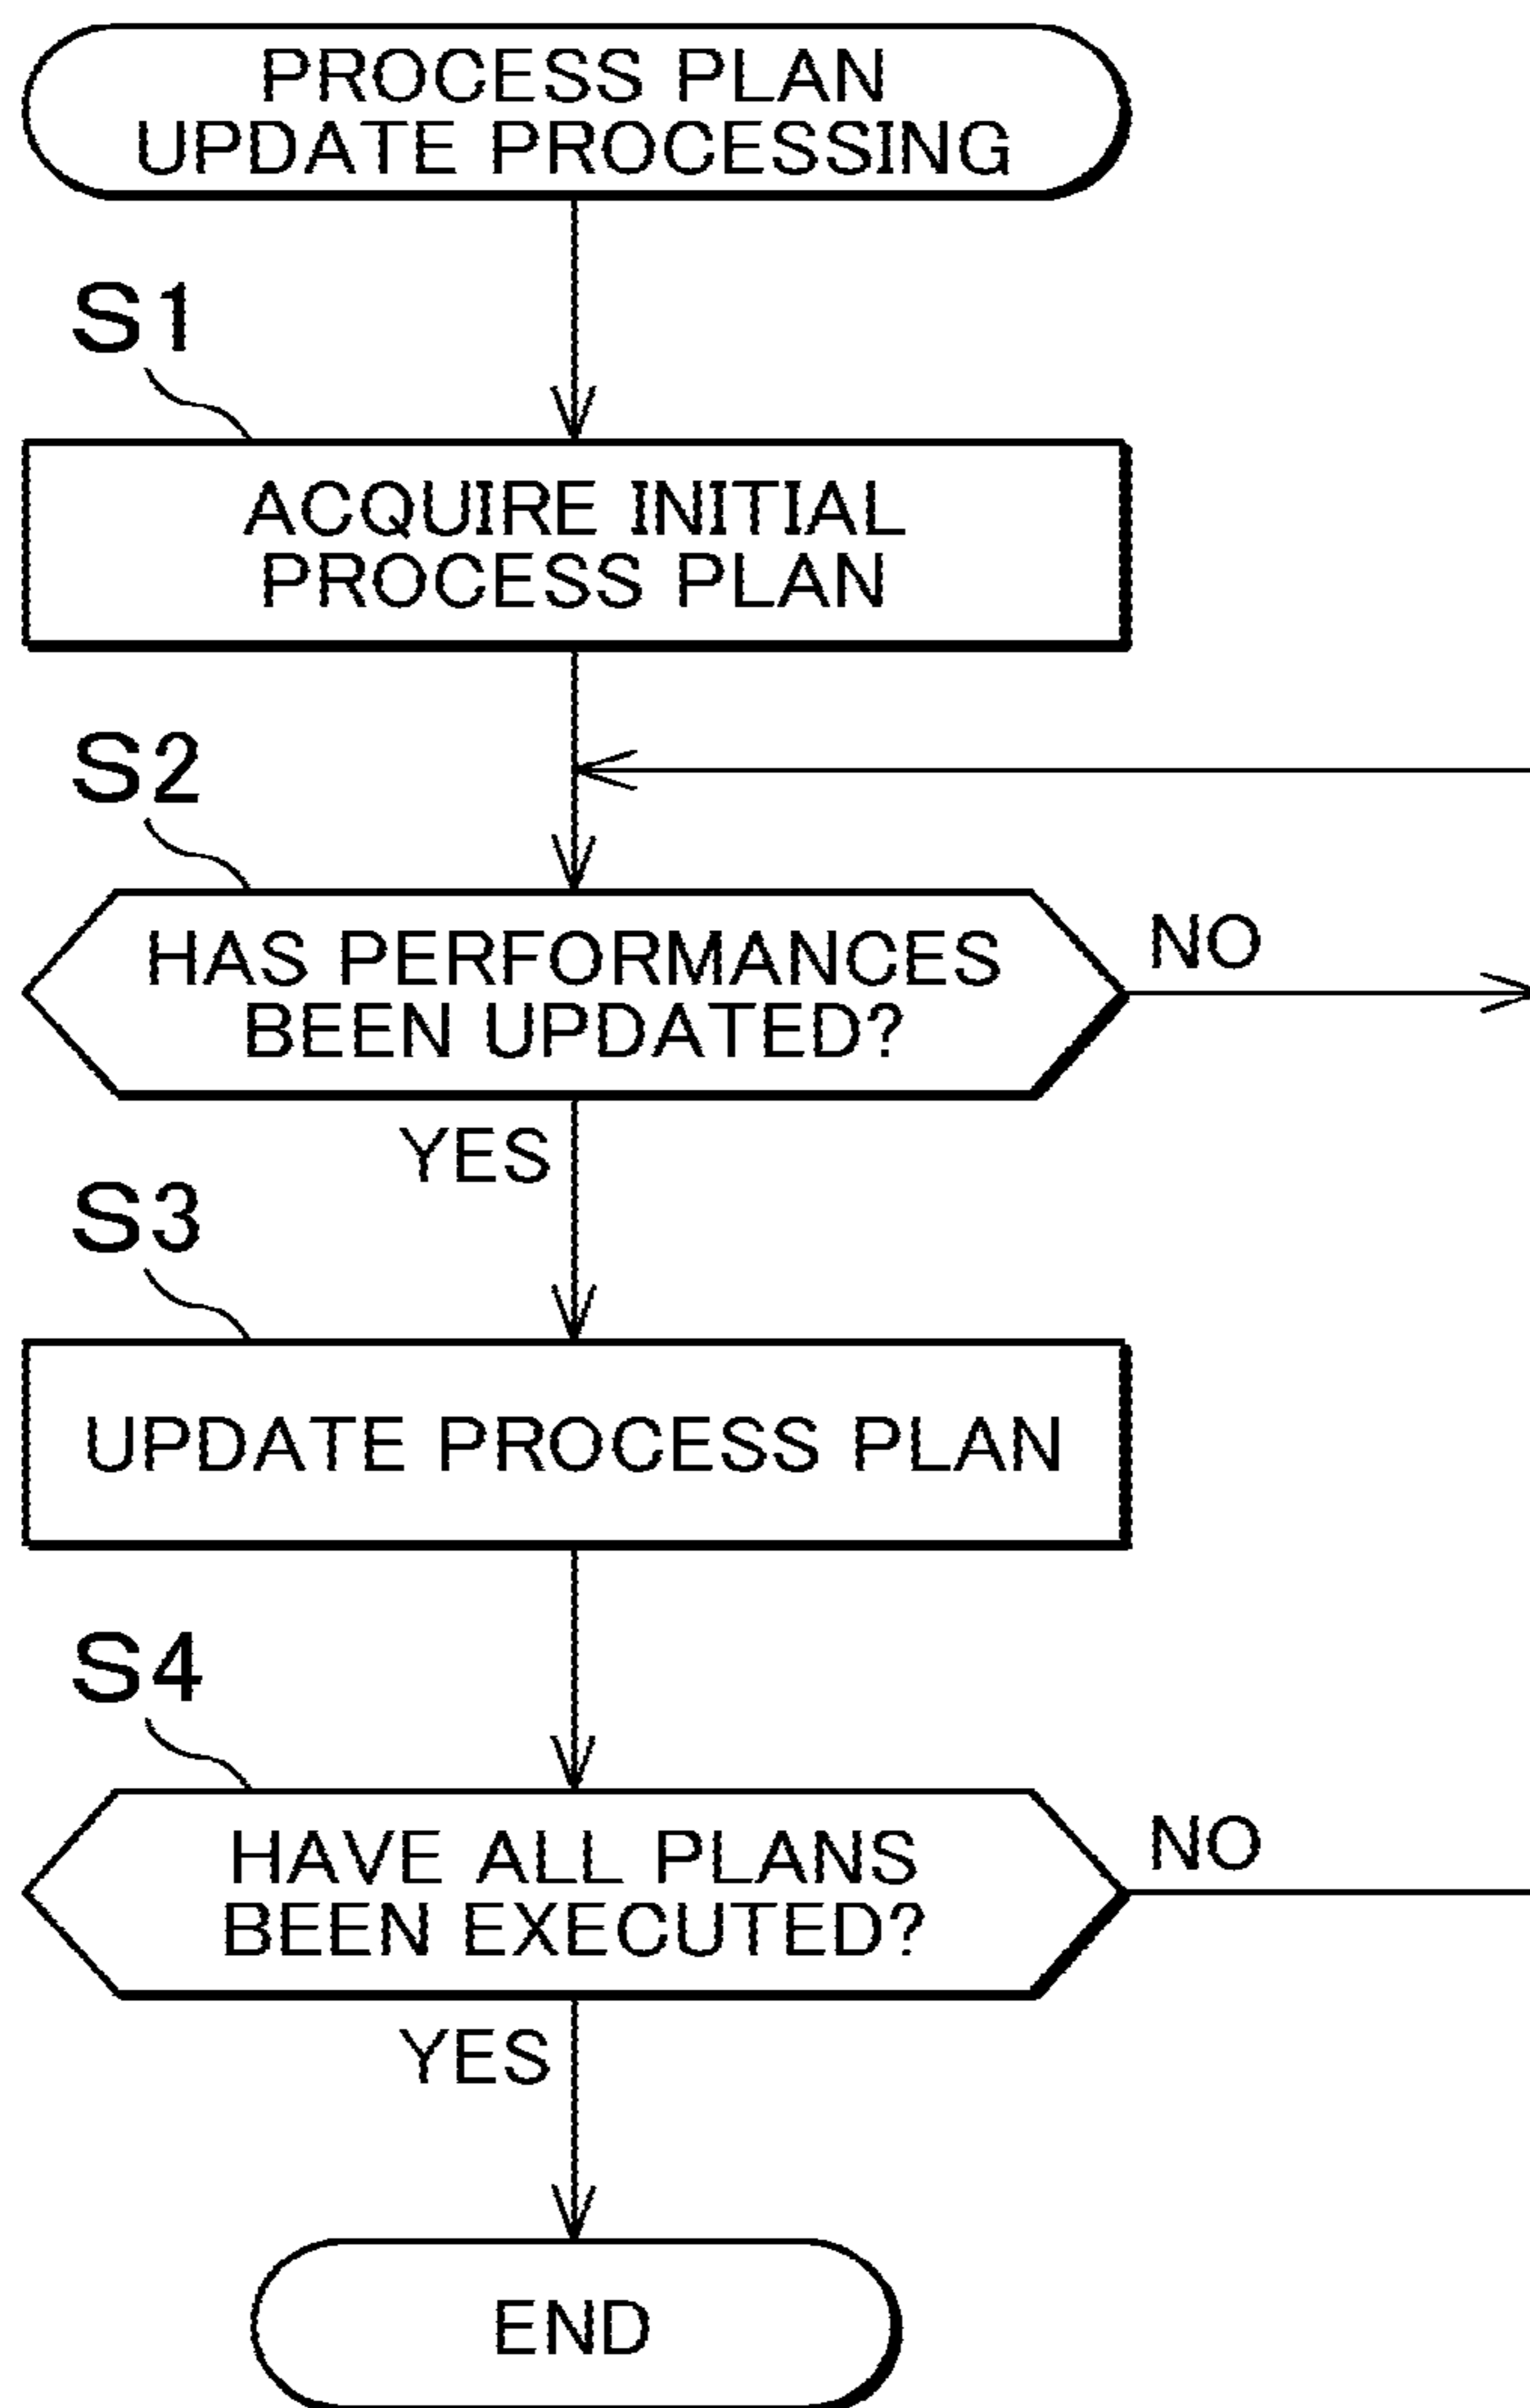 PROCESS PLAN
UPDATE PROCESSING
S1
ACQUIRE INITIAL
PROCESS PLAN
S2
HAS PERFORMANCES
BEEN UPDATED?
NO
YES
S3
UPDATE PROCESS PLAN
S4
HAVE ALL PLANS
BEEN EXECUTED?
NO
YES
END